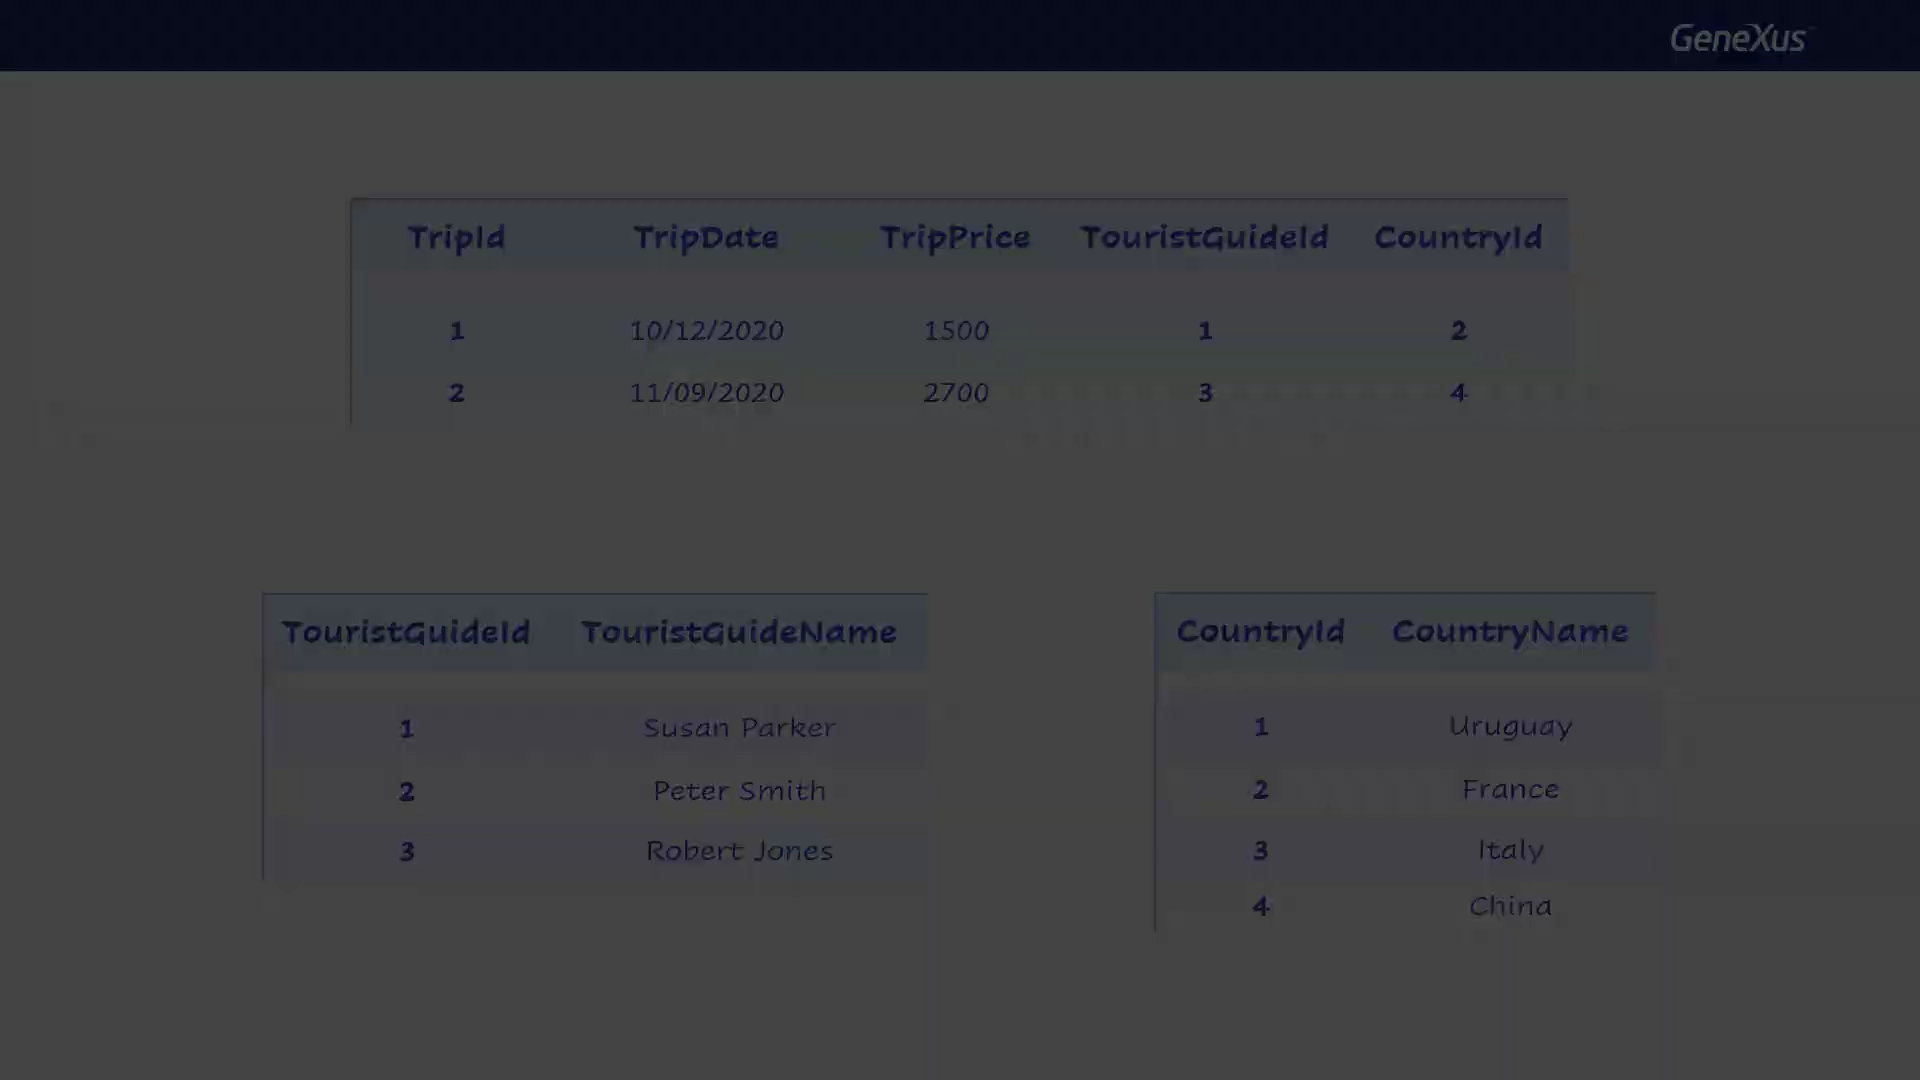 GeneXus
TripId TripDate TripPrice TouristGuideId CountryId
1 10/12/2020 1500 1 2
2 11/09/2020 2700 3 4
TouristGuideId TouristGuideName
1 Susan Parker
2 Peter Smith
3 Robert Jones
CountryId CountryName
1 Uruguay
2 France
3 Italy
4 China